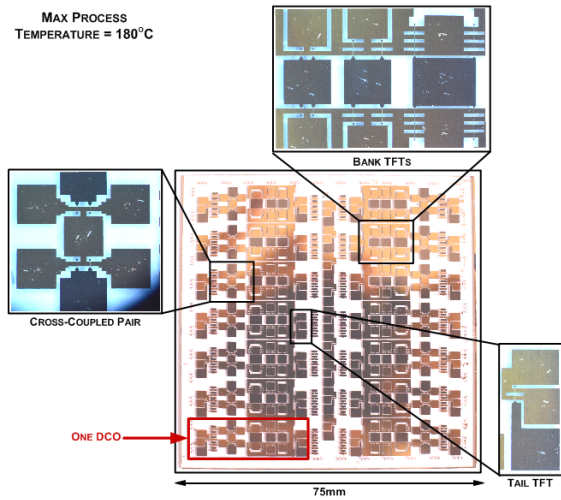 MAX PROCESS
TEMPERATURE = 180°C
BANK TFTS
CROSS-COUPLED PAIR
ONE DCO
TAIL TFT
75mm